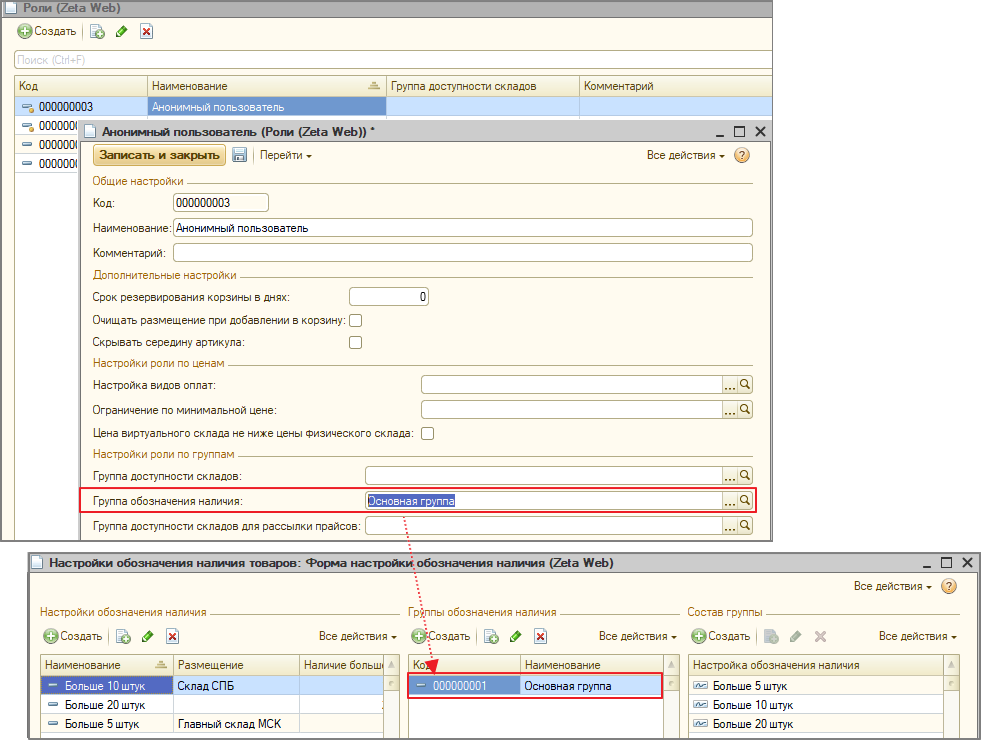 Роли (Zeta Web)
Создать
Поиск (Ctrl+F)
Код Наименование Группа доступности складов Комментарий
000000003 Анонимный пользователь
Анонимный пользователь (Роли (Zeta Web)) *
Записать и закрыть Перейти Все действия ?
Общие настройки
Код: 000000003
Наименование: Анонимный пользователь
Комментарий:
Дополнительные настройки
Срок резервирования корзины в днях: 0
Очищать размещение при добавлении в корзину:
Скрывать середину артикула:
Настройки роли по ценам
Настройка видов оплат: ...
Ограничение по минимальной цене: ...
Цена виртуального склада не ниже цены физического склада:
Настройки роли по группам
Группа доступности складов: ...
Группа обозначения наличия: Основная группа ...
Группа доступности складов для рассылки прайсов: ...
Настройки обозначения наличия товаров: Форма настройки обозначения наличия (Zeta Web)
Все действия ?
Настройки обозначения наличия Группы обозначения наличия Состав группы
Создать Все действия Создать Все действия Создать Все действия
Наименование Размещение Наличие больше Код Наименование Настройка обозначения наличия
Больше 10 штук Склад СПБ 000000001 Основная группа Больше 5 штук
Больше 20 штук Больше 10 штук
Больше 5 штук Главный склад МСК Больше 20 штук